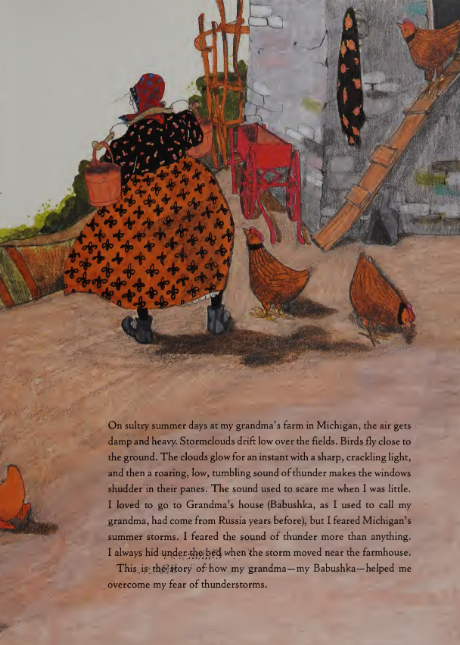 On sultry summer days at my grandma's farm in Michigan, the air gets
damp and heavy. Stormclouds drift low over the fields. Birds fly close to
the ground. The clouds glow for an instant with a sharp, crackling light,
and then a roaring, low, tumbling sound of thunder makes the windows
shudder in their panes. The sound used to scare me when I was little.
I loved to go to Grandma's house (Babushka, as I used to call my
grandma, had come from Russia years before), but I feared Michigan's
summer storms. I feared the sound of thunder more than anything.
I always hid under the bed when the storm moved near the farmhouse.
This is the story of how my grandma—my Babushka—helped me
overcome my fear of thunderstorms.